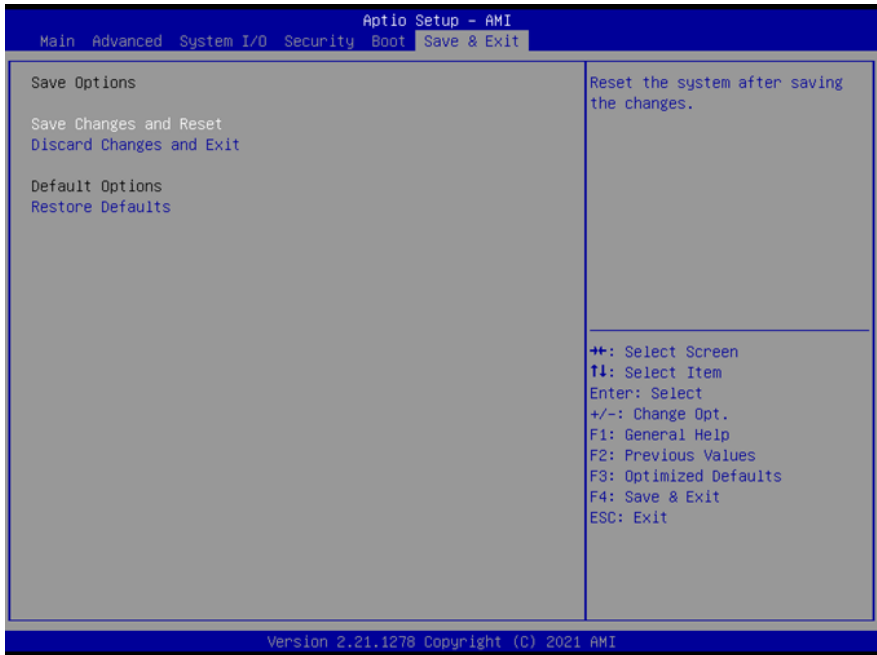 Aptio Setup – AMI
Main Advanced System I/O Security Boot Save & Exit
Save Options
Save Changes and Reset
Discard Changes and Exit
Default Options
Restore Defaults
Reset the system after saving
the changes.
→←: Select Screen
↑↓: Select Item
Enter: Select
+/-: Change Opt.
F1: General Help
F2: Previous Values
F3: Optimized Defaults
F4: Save & Exit
ESC: Exit
Version 2.21.1278 Copyright (C) 2021 AMI